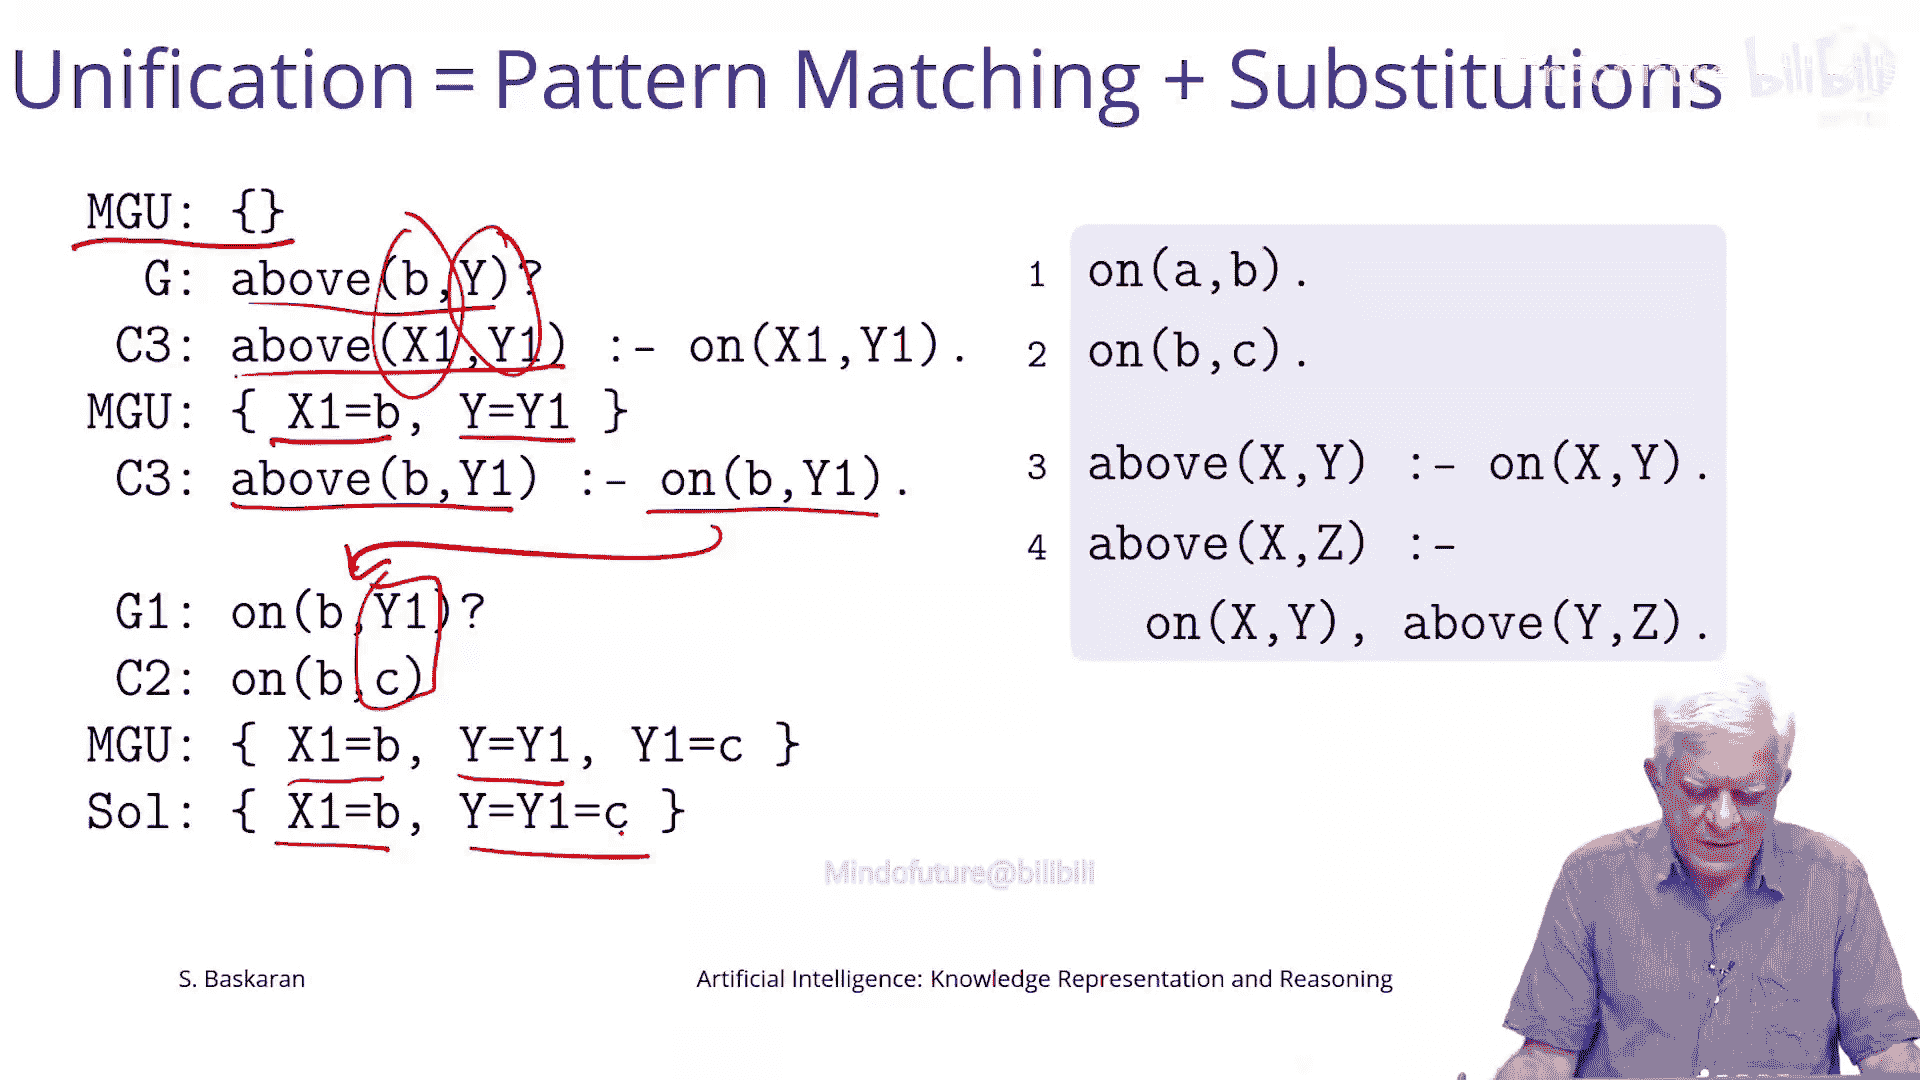 Unification = Pattern Matching + Substitutions
bilibili
MGU: {}
G: above(b,Y)?
C3: above(X1,Y1) :- on(X1,Y1).
MGU: { X1=b, Y=Y1 }
C3: above(b,Y1) :- on(b,Y1).
G1: on(b,Y1)?
C2: on(b,c)
MGU: { X1=b, Y=Y1, Y1=c }
Sol: { X1=b, Y=Y1=c }
1 on(a,b).
2 on(b,c).
3 above(X,Y) :- on(X,Y).
4 above(X,Z) :-
on(X,Y), above(Y,Z).
Mindofuture@bilibili
S. Baskaran
Artificial Intelligence: Knowledge Representation and Reasoning